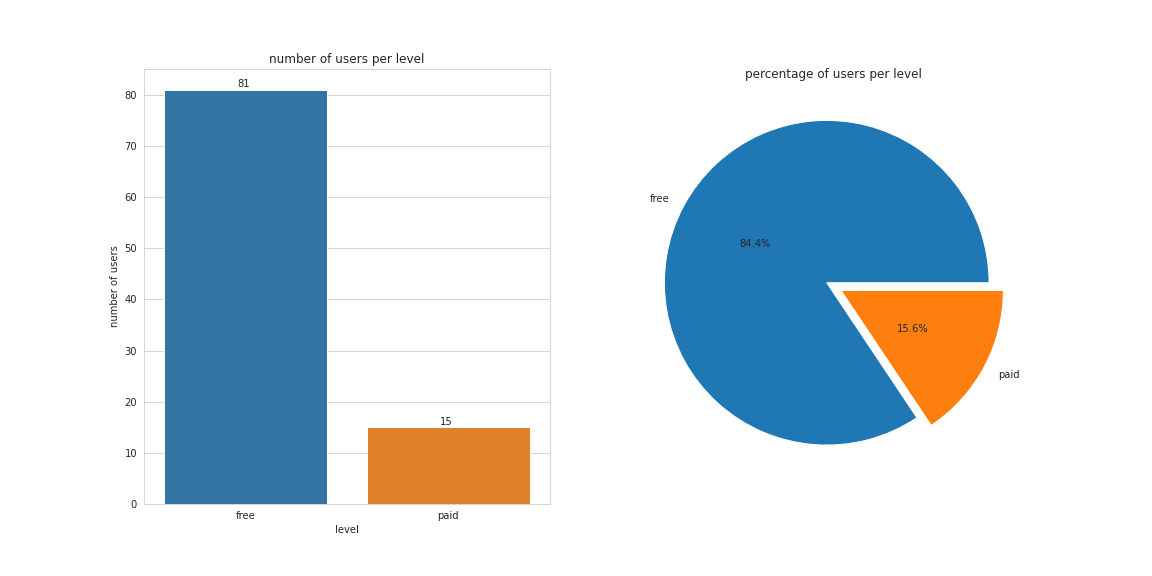 number of users per level
81
15
80
70
60
50
40
30
20
10
0
number of users
free
paid
level
percentage of users per level
free
84.4%
15.6%
paid